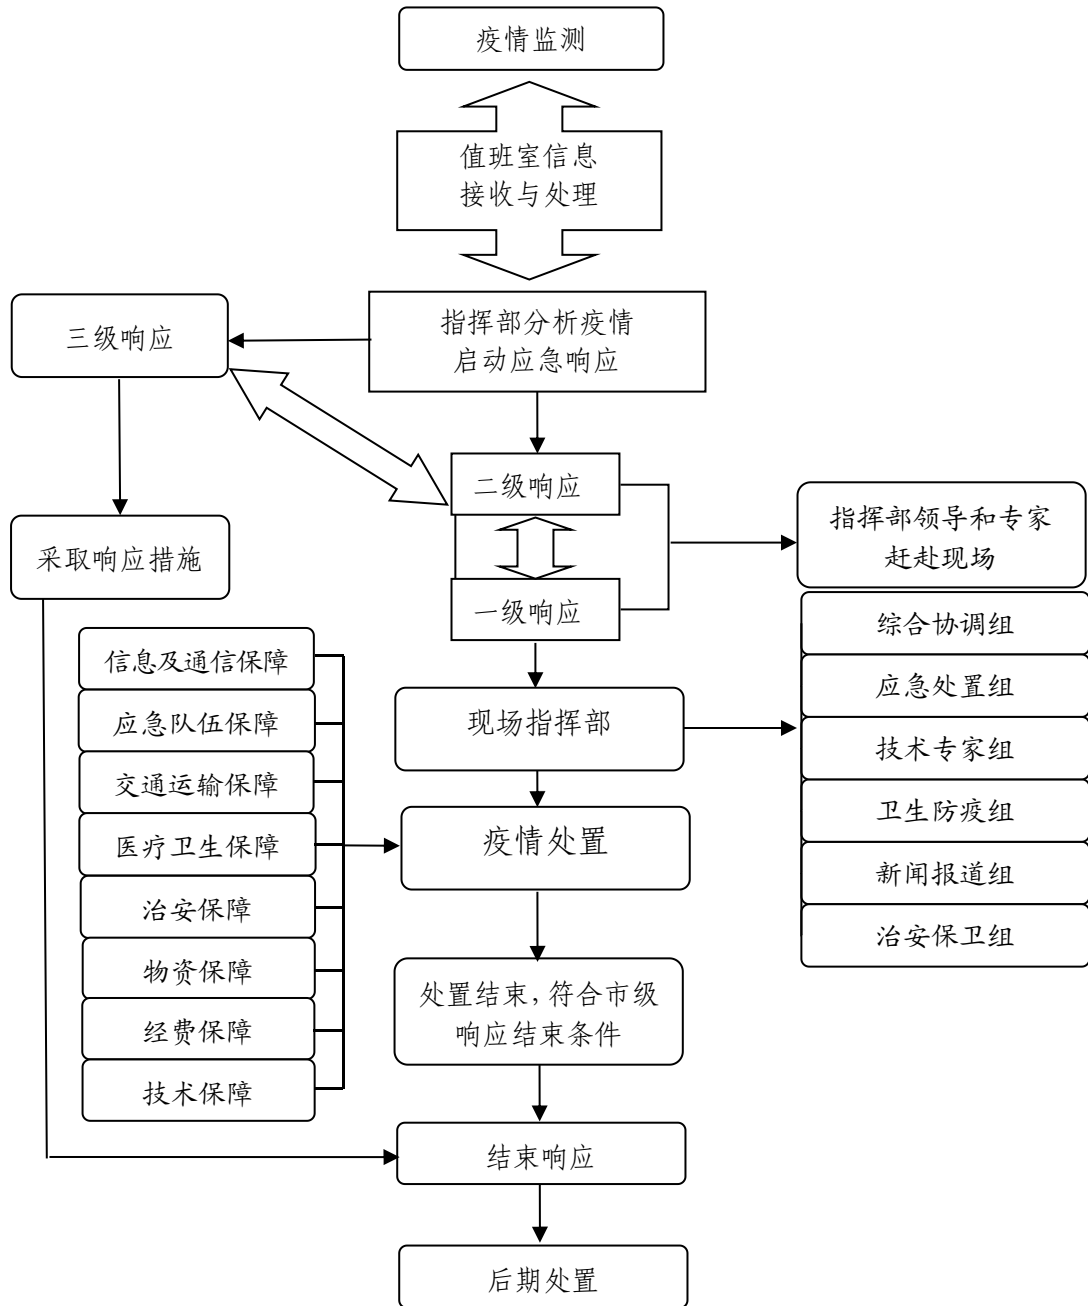 疫情监测
值班室信息
接收与处理
指挥部分析疫情
启动应急响应
三级响应
二级响应
指挥部领导和专家
赶赴现场
采取响应措施
一级响应
综合协调组
应急处置组
技术专家组
卫生防疫组
新闻报道组
治安保卫组
信息及通信保障
应急队伍保障
交通运输保障
医疗卫生保障
治安保障
物资保障
经费保障
技术保障
现场指挥部
疫情处置
处置结束,符合市级
响应结束条件
结束响应
后期处置